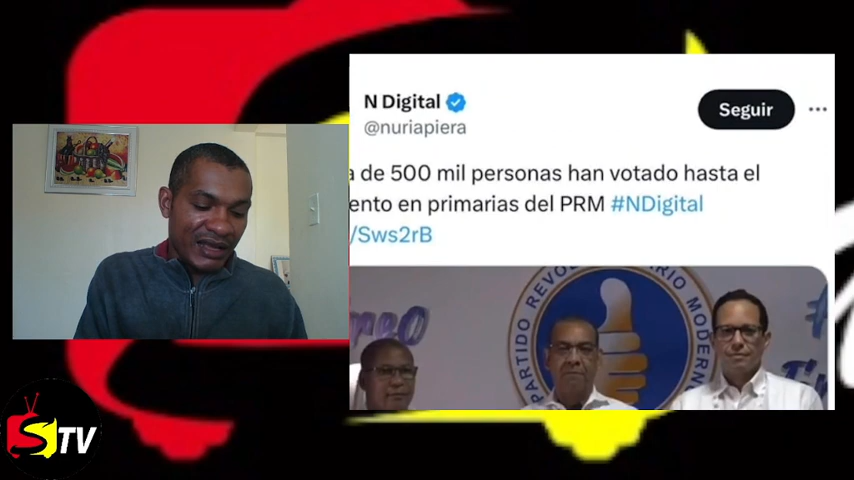 N Digital
Seguir
@nuriapiera
a de 500 mil personas han votado hasta el
ento en primarias del PRM #NDigital
/Sws2rB
PARTIDO REVOLUCIONARIO MODERNO
STV